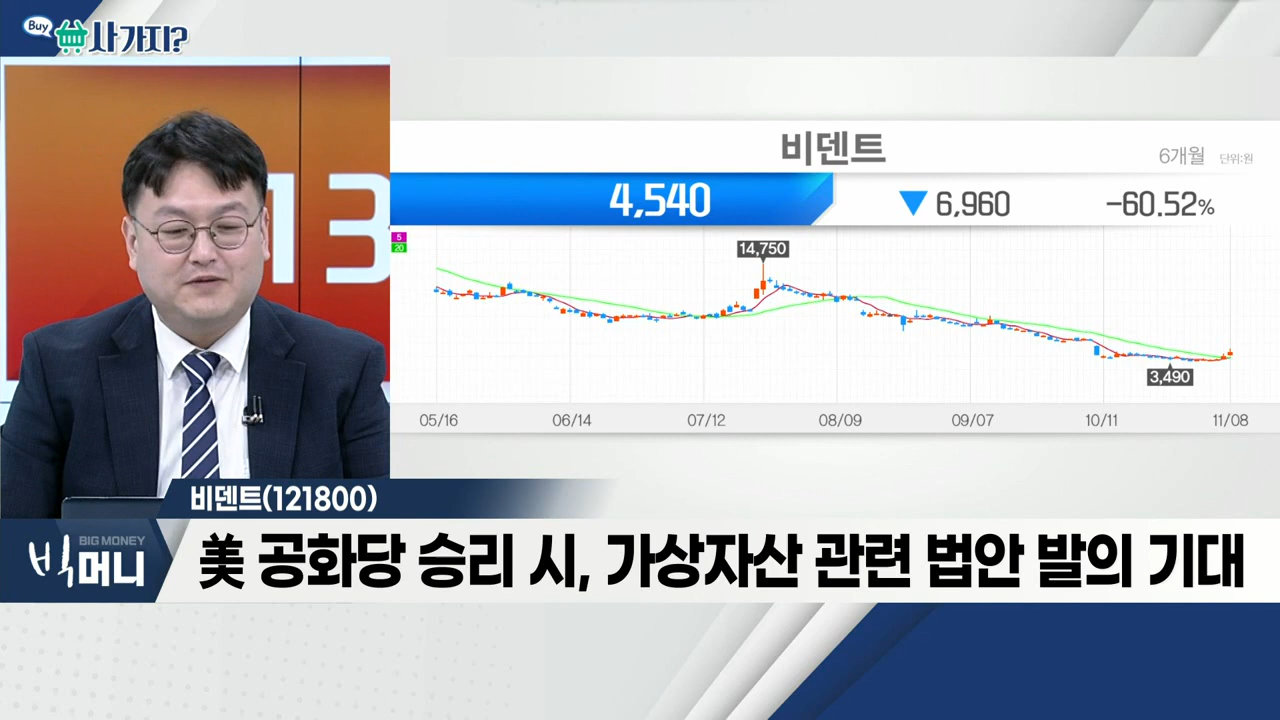 Buy
사 가지?
13
비덴트
6개월 단위:원
4,540
▼ 6,960 -60.52%
5
20
14,750
3,490
05/16 06/14 07/12 08/09 09/07 10/11 11/08
비덴트(121800)
빅머니 BIG MONEY
美 공화당 승리 시, 가상자산 관련 법안 발의 기대